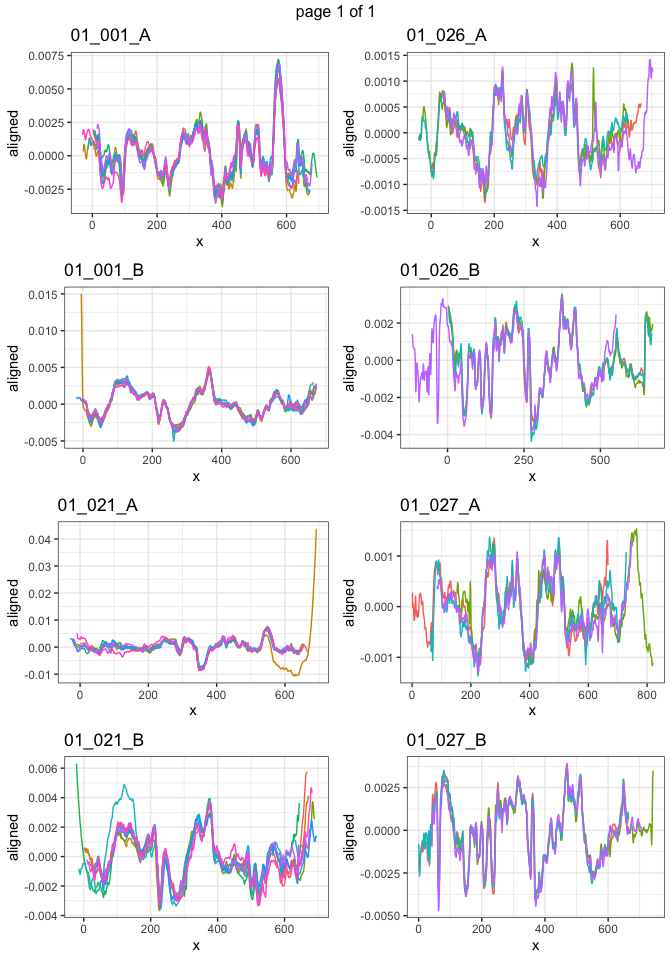 page 1 of 1
01_001_A
0.0075
0.0050
0.0025
0.0000
-0.0025
aligned
0 200 400 600
x
01_026_A
0.0015
0.0010
0.0005
0.0000
-0.0005
-0.0010
-0.0015
aligned
0 200 400 600
x
01_001_B
0.015
0.010
0.005
0.000
-0.005
aligned
0 200 400 600
x
01_026_B
0.002
0.000
-0.002
-0.004
aligned
0 250 500
x
01_021_A
0.04
0.03
0.02
0.01
0.00
-0.01
aligned
0 200 400 600
x
01_027_A
0.001
0.000
-0.001
aligned
0 200 400 600 800
x
01_021_B
0.006
0.004
0.002
0.000
-0.002
-0.004
aligned
0 200 400 600
x
01_027_B
0.0025
0.0000
-0.0025
-0.0050
aligned
0 200 400 600
x